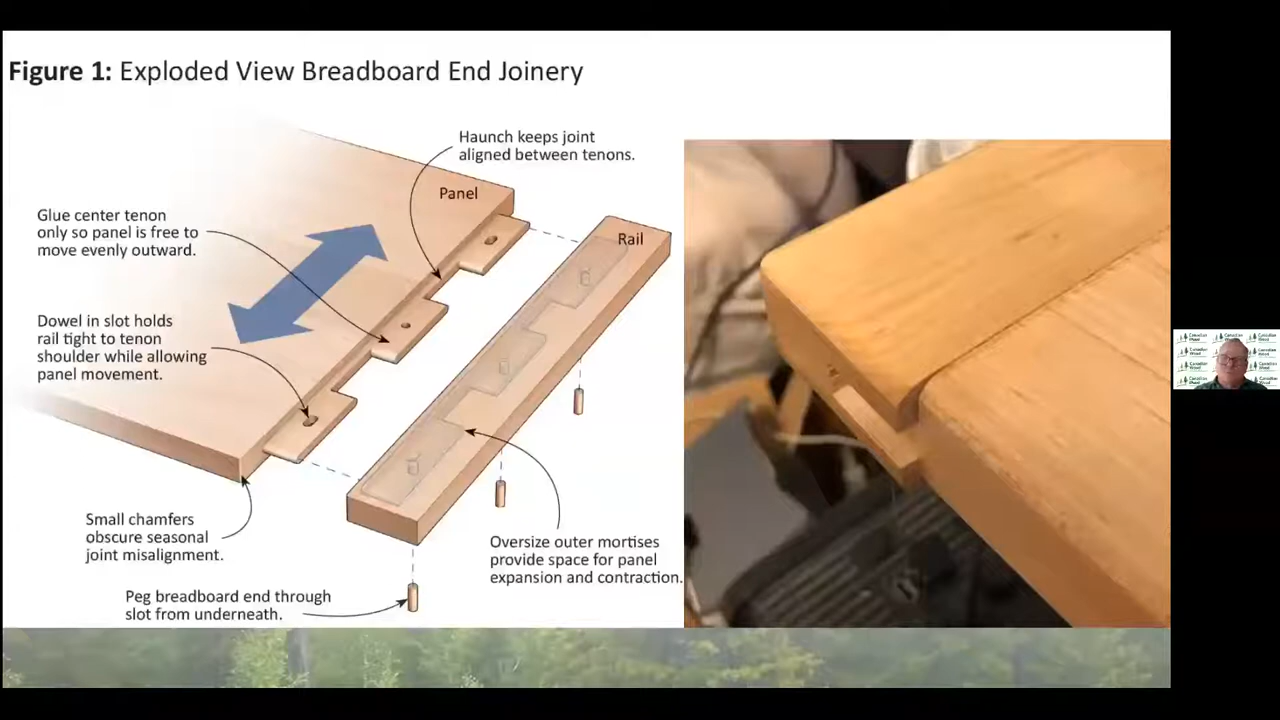 Figure 1: Exploded View Breadboard End Joinery
Haunch keeps joint
aligned between tenons.
Panel
Glue center tenon
only so panel is free to
move evenly outward.
Rail
Dowel in slot holds
rail tight to tenon
shoulder while allowing
panel movement.
Small chamfers
obscure seasonal
joint misalignment.
Oversize outer mortises
provide space for panel
expansion and contraction.
Peg breadboard end through
slot from underneath.
Canadian
Wood